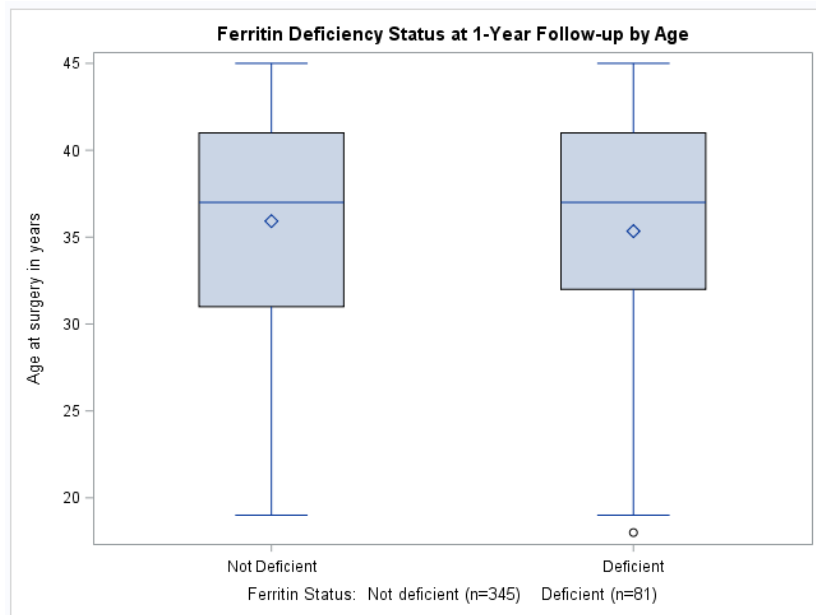 Ferritin Deficiency Status at 1-Year Follow-up by Age
Age at surgery in years
45
40
35
30
25
20
Not Deficient
Deficient
Ferritin Status: Not deficient (n=345) Deficient (n=81)